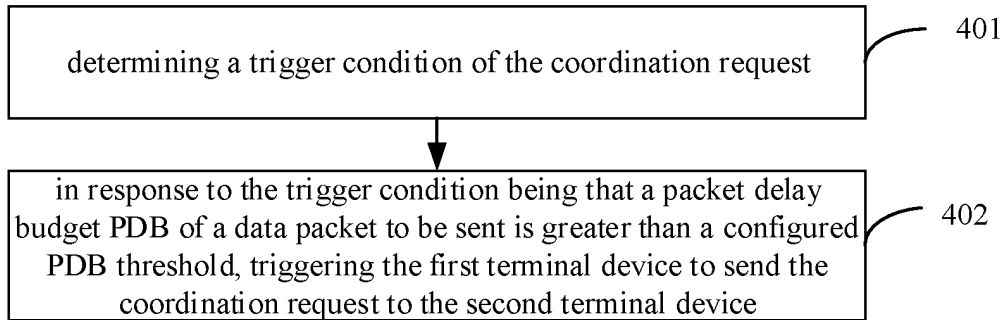 determining a trigger condition of the coordination request
401
in response to the trigger condition being that a packet delay
budget PDB of a data packet to be sent is greater than a configured
PDB threshold, triggering the first terminal device to send the
coordination request to the second terminal device
402